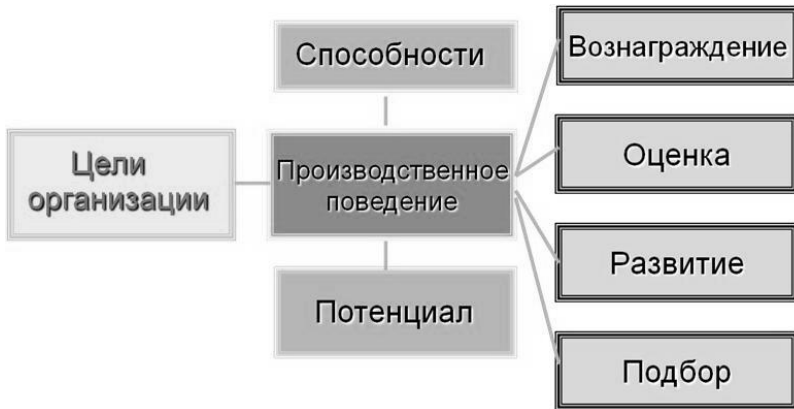 Способности
Цели
организации
Производственное
поведение
Потенциал
Вознаграждение
Оценка
Развитие
Подбор